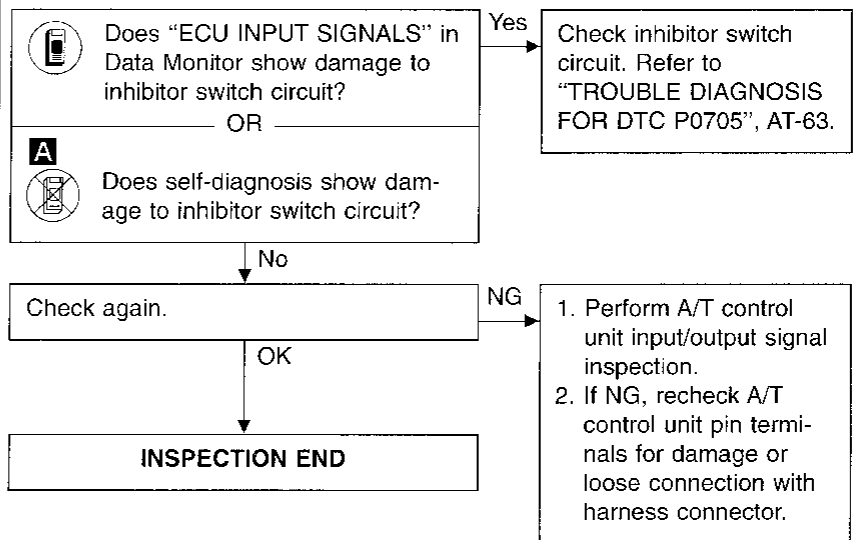 Does “ECU INPUT SIGNALS” in
Data Monitor show damage to
inhibitor switch circuit?
OR
A
Does self-diagnosis show dam-
age to inhibitor switch circuit?
Yes
Check inhibitor switch
circuit. Refer to
“TROUBLE DIAGNOSIS
FOR DTC P0705”, AT-63.
No
Check again.
NG
1. Perform A/T control
unit input/output signal
inspection.
2. If NG, recheck A/T
control unit pin termi-
nals for damage or
loose connection with
harness connector.
OK
INSPECTION END